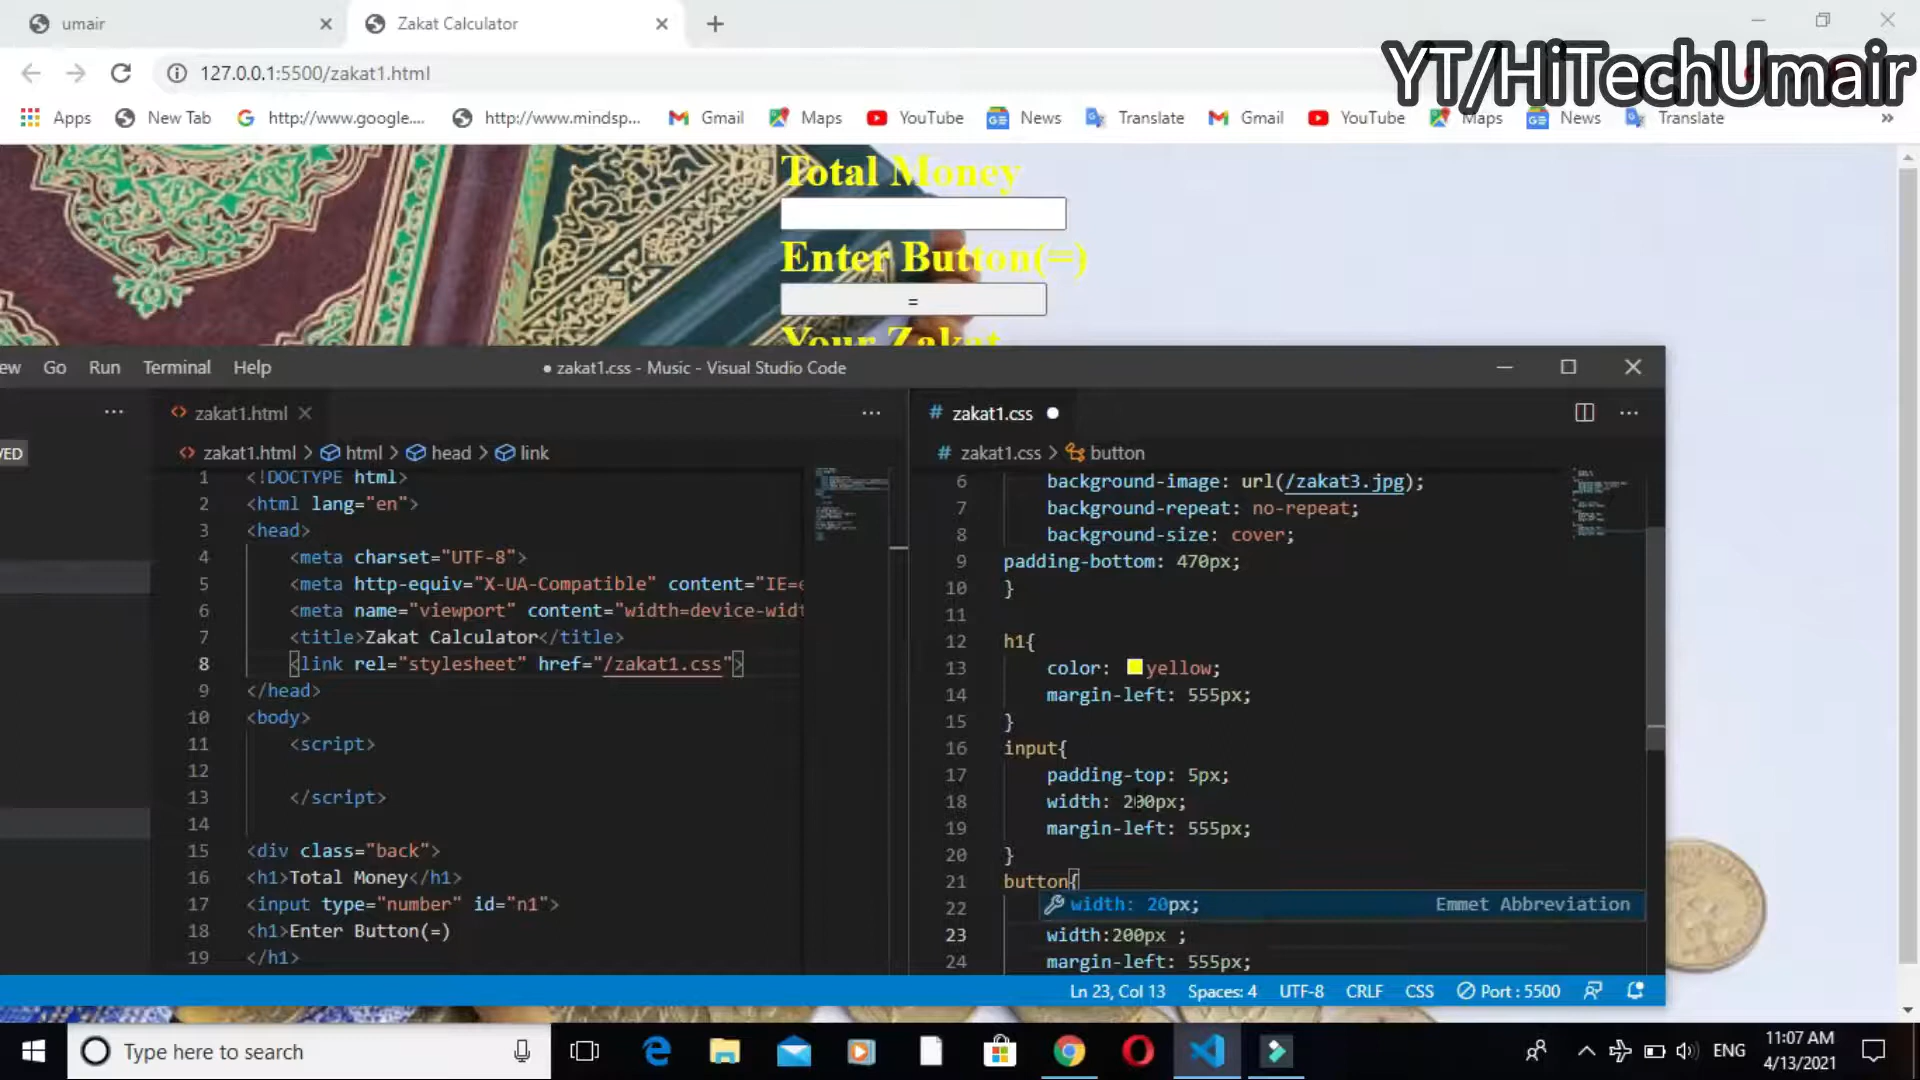 umair
Zakat Calculator
127.0.0.1:5500/zakat1.html
YT/HiTechUmair
Apps New Tab http://www.google.... http://www.mindsp... Gmail Maps YouTube News Translate Gmail YouTube Maps News Translate »
Total Money
Enter Button(=)
=
Your Zakat
ew Go Run Terminal Help
● zakat1.css - Music - Visual Studio Code
VED
zakat1.html
zakat1.html > html > head > link
1 <!DOCTYPE html>
2 <html lang="en">
3 <head>
4 <meta charset="UTF-8">
5 <meta http-equiv="X-UA-Compatible" content="IE=e
6 <meta name="viewport" content="width=device-widt
7 <title>Zakat Calculator</title>
8 <link rel="stylesheet" href="/zakat1.css">
9 </head>
10 <body>
11 <script>
12
13 </script>
14
15 <div class="back">
16 <h1>Total Money</h1>
17 <input type="number" id="n1">
18 <h1>Enter Button(=)
19 </h1>
# zakat1.css ●
# zakat1.css > button
6 background-image: url(/zakat3.jpg);
7 background-repeat: no-repeat;
8 background-size: cover;
9 padding-bottom: 470px;
10 }
11
12 h1{
13 color: yellow;
14 margin-left: 555px;
15 }
16 input{
17 padding-top: 5px;
18 width: 200px;
19 margin-left: 555px;
20 }
21 button{
22 width: 20px; Emmet Abbreviation
23 width:200px ;
24 margin-left: 555px;
Ln 23, Col 13 Spaces: 4 UTF-8 CRLF CSS Port : 5500
Type here to search
ENG
11:07 AM
4/13/2021